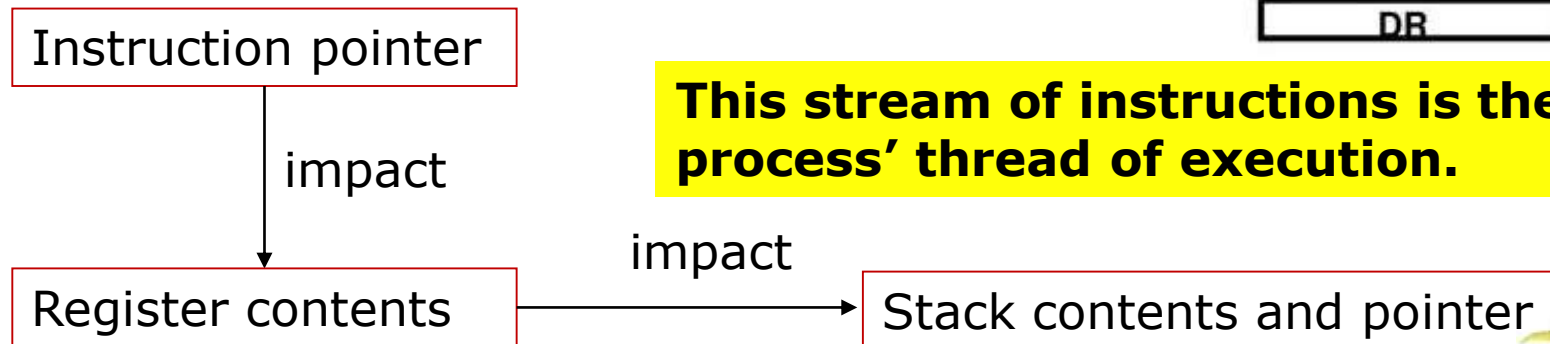 DR
Instruction pointer
This stream of instructions is the
process’ thread of execution.
impact
impact
Register contents
Stack contents and pointer